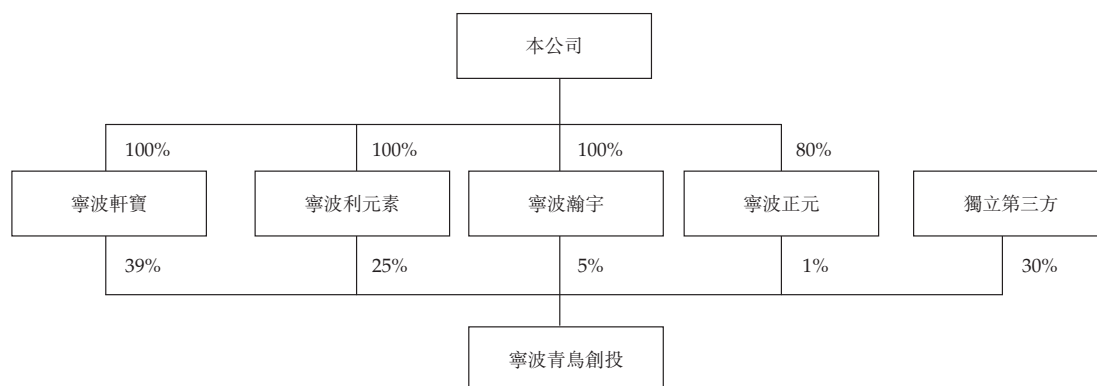 本公司
100% 100% 100% 80%
寧波軒寶 寧波利元素 寧波瀚宇 寧波正元 獨立第三方
39% 25% 5% 1% 30%
寧波青鳥創投